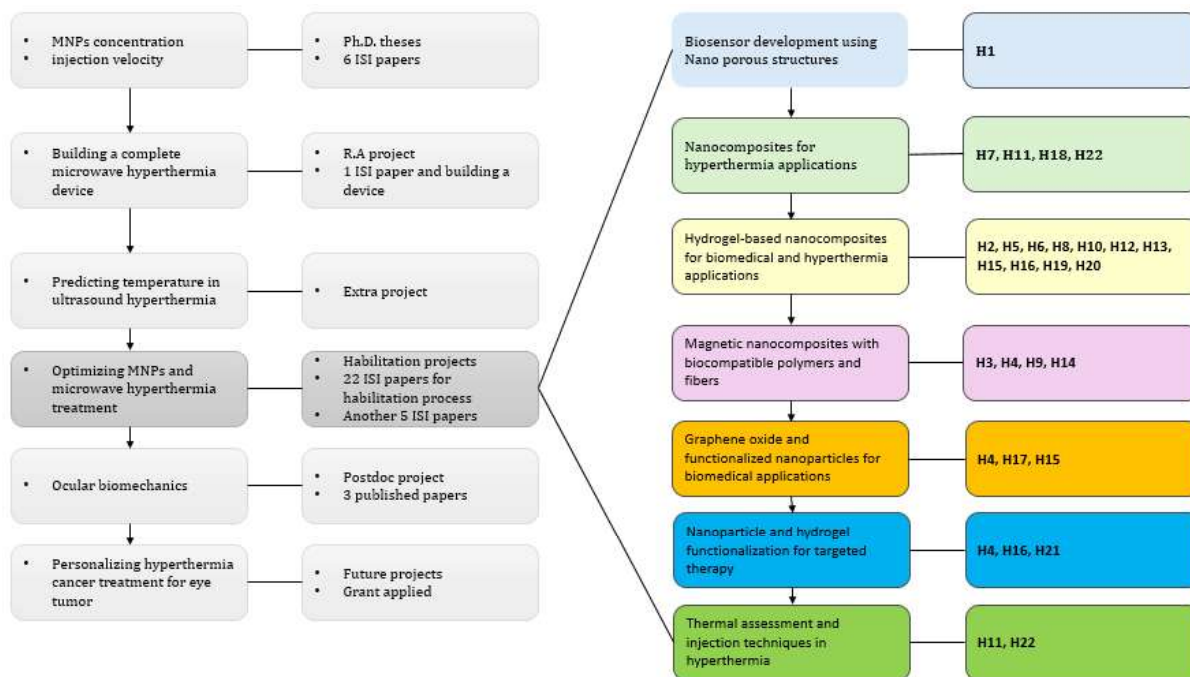 • MNPs concentration
• injection velocity
• Ph.D. theses
• 6 ISI papers
• Building a complete
microwave hyperthermia
device
• R.A project
• 1 ISI paper and building a
device
• Predicting temperature in
ultrasound hyperthermia
• Extra project
• Optimizing MNPs and
microwave hyperthermia
treatment
• Habilitation projects
• 22 ISI papers for
habilitation process
• Another 5 ISI papers
• Ocular biomechanics
• Postdoc project
• 3 published papers
• Personalizing hyperthermia
cancer treatment for eye
tumor
• Future projects
• Grant applied
Biosensor development using
Nano porous structures
H1
Nanocomposites for
hyperthermia applications
H7, H11, H18, H22
Hydrogel-based nanocomposites
for biomedical and hyperthermia
applications
H2, H5, H6, H8, H10, H12, H13,
H15, H16, H19, H20
Magnetic nanocomposites with
biocompatible polymers and
fibers
H3, H4, H9, H14
Graphene oxide and
functionalized nanoparticles for
biomedical applications
H4, H17, H15
Nanoparticle and hydrogel
functionalization for targeted
therapy
H4, H16, H21
Thermal assessment and
injection techniques in
hyperthermia
H11, H22